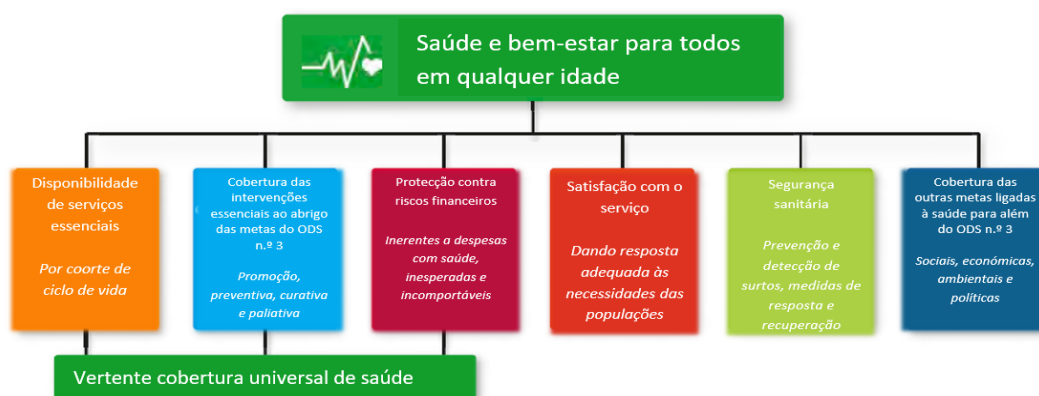 Saúde e bem-estar para todos
em qualquer idade
Disponibilidade
de serviços
essenciais
Por coorte de
ciclo de vida
Cobertura das
intervenções
essenciais ao abrigo
das metas do ODS
n.º 3
Promoção,
preventiva, curativa
e paliativa
Protecção contra
riscos financeiros
Inerentes a despesas
com saúde,
inesperadas e
incomportáveis
Satisfação com o
serviço
Dando resposta
adequada às
necessidades das
populações
Segurança
sanitária
Prevenção e
detecção de
surtos, medidas de
resposta e
recuperação
Cobertura das
outras metas ligadas
à saúde para além
do ODS n.º 3
Sociais, económicas,
ambientais e
políticas
Vertente cobertura universal de saúde